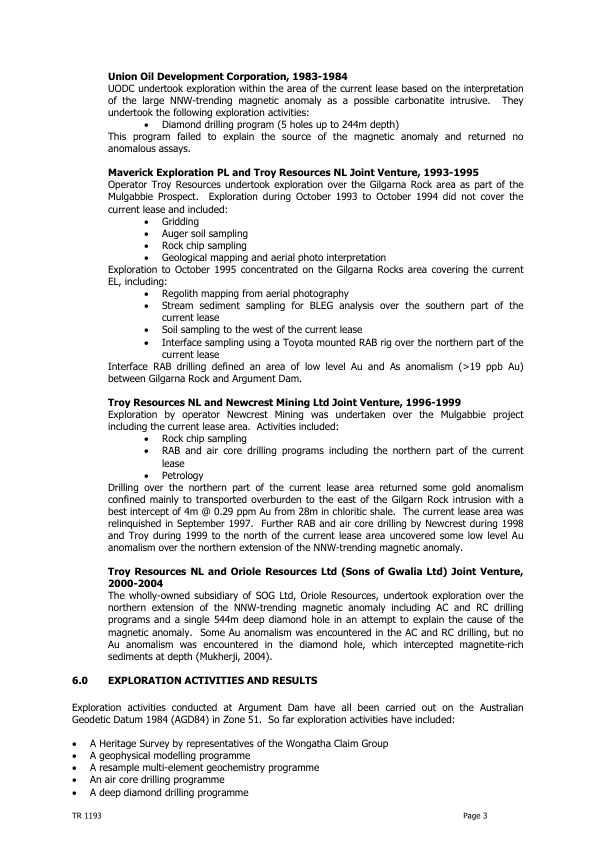 Union Oil Development Corporation, 1983-1984
UODC undertook exploration within the area of the current lease based on the interpretation
of the large NNW-trending magnetic anomaly as a possible carbonatite intrusive. They
undertook the following exploration activities:
• Diamond drilling program (5 holes up to 244m depth)
This program failed to explain the source of the magnetic anomaly and returned no
anomalous assays.
Maverick Exploration PL and Troy Resources NL Joint Venture, 1993-1995
Operator Troy Resources undertook exploration over the Gilgarna Rock area as part of the
Mulgabbie Prospect. Exploration during October 1993 to October 1994 did not cover the
current lease and included:
• Gridding
• Auger soil sampling
• Rock chip sampling
• Geological mapping and aerial photo interpretation
Exploration to October 1995 concentrated on the Gilgarna Rocks area covering the current
EL, including:
• Regolith mapping from aerial photography
• Stream sediment sampling for BLEG analysis over the southern part of the
current lease
• Soil sampling to the west of the current lease
• Interface sampling using a Toyota mounted RAB rig over the northern part of the
current lease
Interface RAB drilling defined an area of low level Au and As anomalism (>19 ppb Au)
between Gilgarna Rock and Argument Dam.
Troy Resources NL and Newcrest Mining Ltd Joint Venture, 1996-1999
Exploration by operator Newcrest Mining was undertaken over the Mulgabbie project
including the current lease area. Activities included:
• Rock chip sampling
• RAB and air core drilling programs including the northern part of the current
lease
• Petrology
Drilling over the northern part of the current lease area returned some gold anomalism
confined mainly to transported overburden to the east of the Gilgarn Rock intrusion with a
best intercept of 4m @ 0.29 ppm Au from 28m in chloritic shale. The current lease area was
relinquished in September 1997. Further RAB and air core drilling by Newcrest during 1998
and Troy during 1999 to the north of the current lease area uncovered some low level Au
anomalism over the northern extension of the NNW-trending magnetic anomaly.
Troy Resources NL and Oriole Resources Ltd (Sons of Gwalia Ltd) Joint Venture,
2000-2004
The wholly-owned subsidiary of SOG Ltd, Oriole Resources, undertook exploration over the
northern extension of the NNW-trending magnetic anomaly including AC and RC drilling
programs and a single 544m deep diamond hole in an attempt to explain the cause of the
magnetic anomaly. Some Au anomalism was encountered in the AC and RC drilling, but no
Au anomalism was encountered in the diamond hole, which intercepted magnetite-rich
sediments at depth (Mukherji, 2004).
6.0 EXPLORATION ACTIVITIES AND RESULTS
Exploration activities conducted at Argument Dam have all been carried out on the Australian
Geodetic Datum 1984 (AGD84) in Zone 51. So far exploration activities have included:
• A Heritage Survey by representatives of the Wongatha Claim Group
• A geophysical modelling programme
• A resample multi-element geochemistry programme
• An air core drilling programme
• A deep diamond drilling programme
TR 1193 Page 3